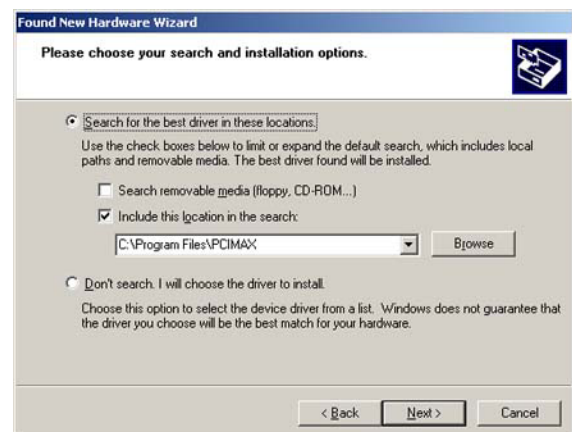 Found New Hardware Wizard
Please choose your search and installation options.
Search for the best driver in these locations.
Use the check boxes below to limit or expand the default search, which includes local
paths and removable media. The best driver found will be installed.
Search removable media (floppy, CD-ROM...)
Include this location in the search:
C:\Program Files\PCIMAX
Browse
Don't search. I will choose the driver to install.
Choose this option to select the device driver from a list. Windows does not guarantee that
the driver you choose will be the best match for your hardware.
< Back Next > Cancel